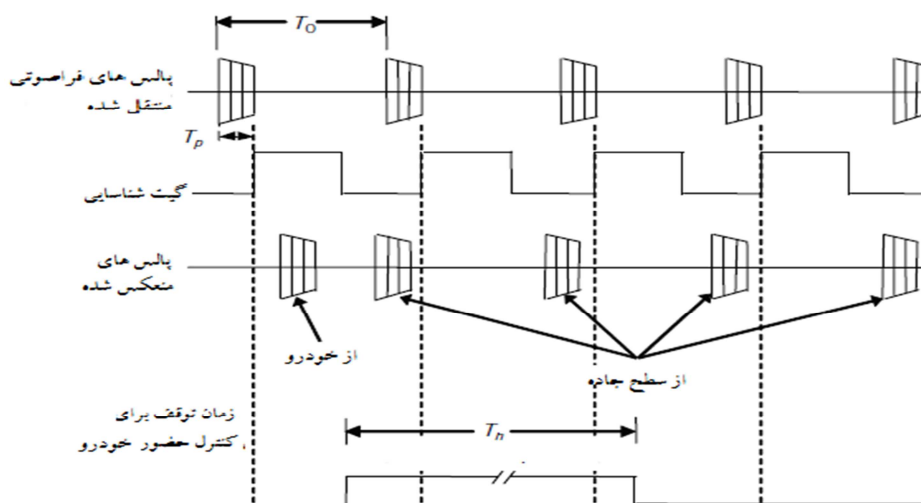 T₀
پالس های فراصوتی
منتقل شده
Tₚ
گیت شناسایی
پالس های
منعکس شده
از خودرو
از سطح جاده
زمان توقف برای
کنترل حضور خودرو
Tₕ